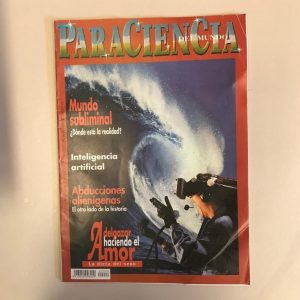 PARACIENCIA
DEL MUNDO
Mundo
subliminal
¿Dónde está la realidad?
Inteligencia
artificial
Abducciones
alienígenas
El otro lado de la historia
Adelgazar
haciendo el
Amor
La dieta del sexo